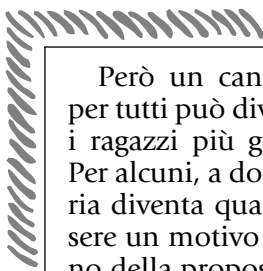 Però un can
per tutti può di
i ragazzi più g
Per alcuni, a do
ria diventa qua
sere un motivo
no della propos